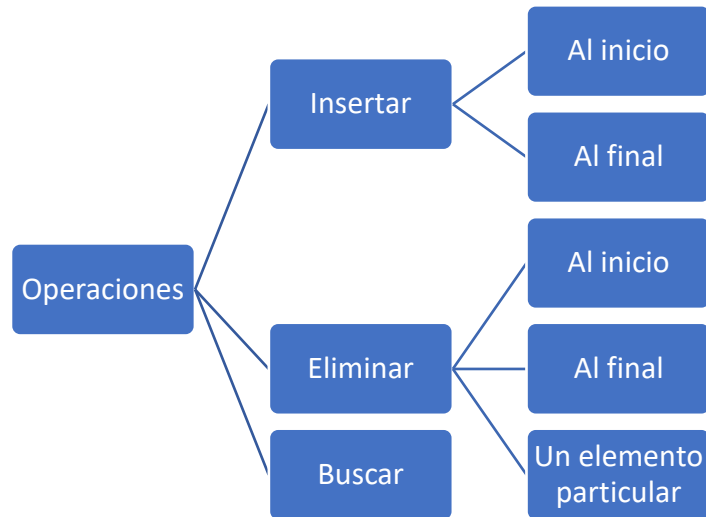 Operaciones
Insertar
Al inicio
Al final
Eliminar
Al inicio
Al final
Un elemento
particular
Buscar